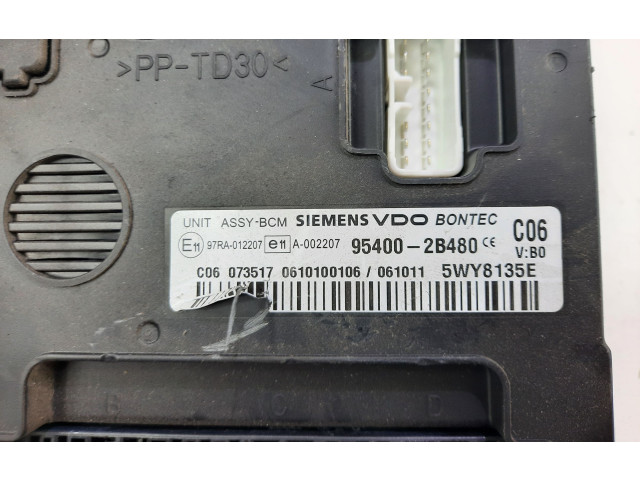 >PP-TD30<
A
UNIT ASSY-BCM SIEMENS VDO BONTEC
E11 97RA-012207 e11 A-002207 95400-2B480 CE
C06
V:B0
C06 073517 0610100106 / 061011 5WY8135E